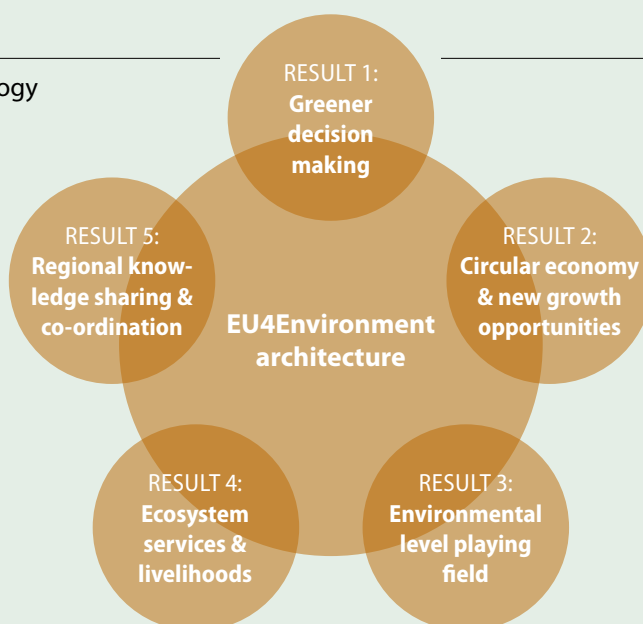 ogy
RESULT 1:
Greener
decision
making
RESULT 2:
Circular economy
& new growth
opportunities
RESULT 5:
Regional know-
ledge sharing &
co-ordination
EU4Environment
architecture
RESULT 4:
Ecosystem
services &
livelihoods
RESULT 3:
Environmental
level playing
field